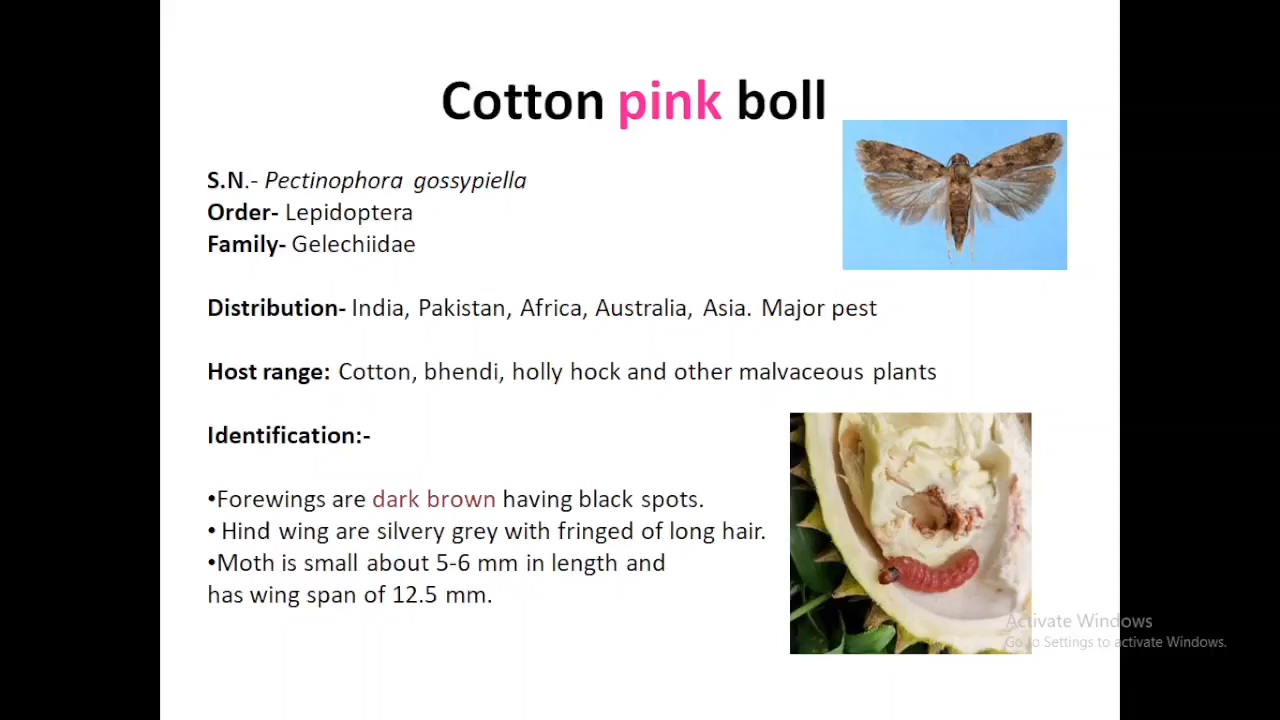 Cotton pink boll
S.N.- Pectinophora gossypiella
Order- Lepidoptera
Family- Gelechiidae
Distribution- India, Pakistan, Africa, Australia, Asia. Major pest
Host range: Cotton, bhendi, holly hock and other malvaceous plants
Identification:-
•Forewings are dark brown having black spots.
• Hind wing are silvery grey with fringed of long hair.
•Moth is small about 5-6 mm in length and
has wing span of 12.5 mm.
Activate Windows
Go to Settings to activate Windows.